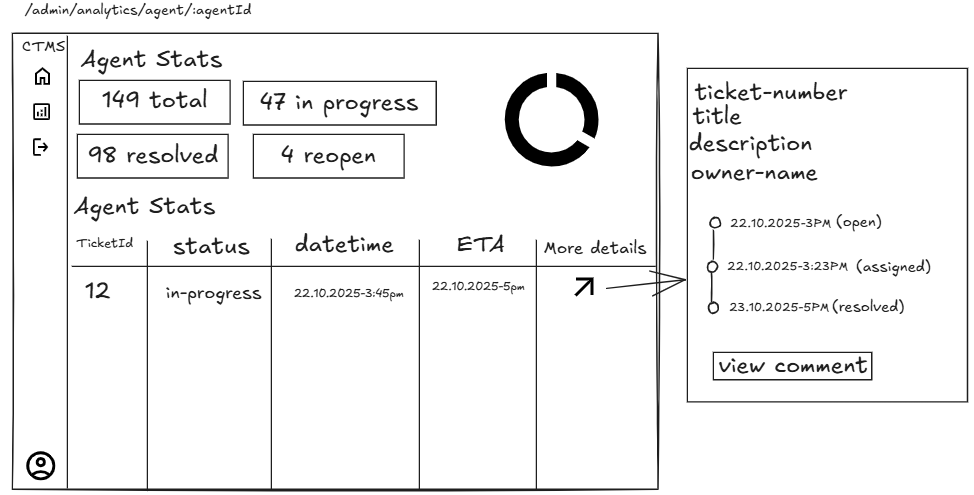 /admin/analytics/agent/:agentId
CTMS
Agent Stats
149 total
47 in progress
98 resolved
4 reopen
Agent Stats
TicketId
status
datetime
ETA
More details
12
in-progress
22.10.2025-3:45pm
22.10.2025-5pm
ticket-number
title
description
owner-name
22.10.2025-3PM (open)
22.10.2025-3:23PM (assigned)
23.10.2025-5PM (resolved)
view comment